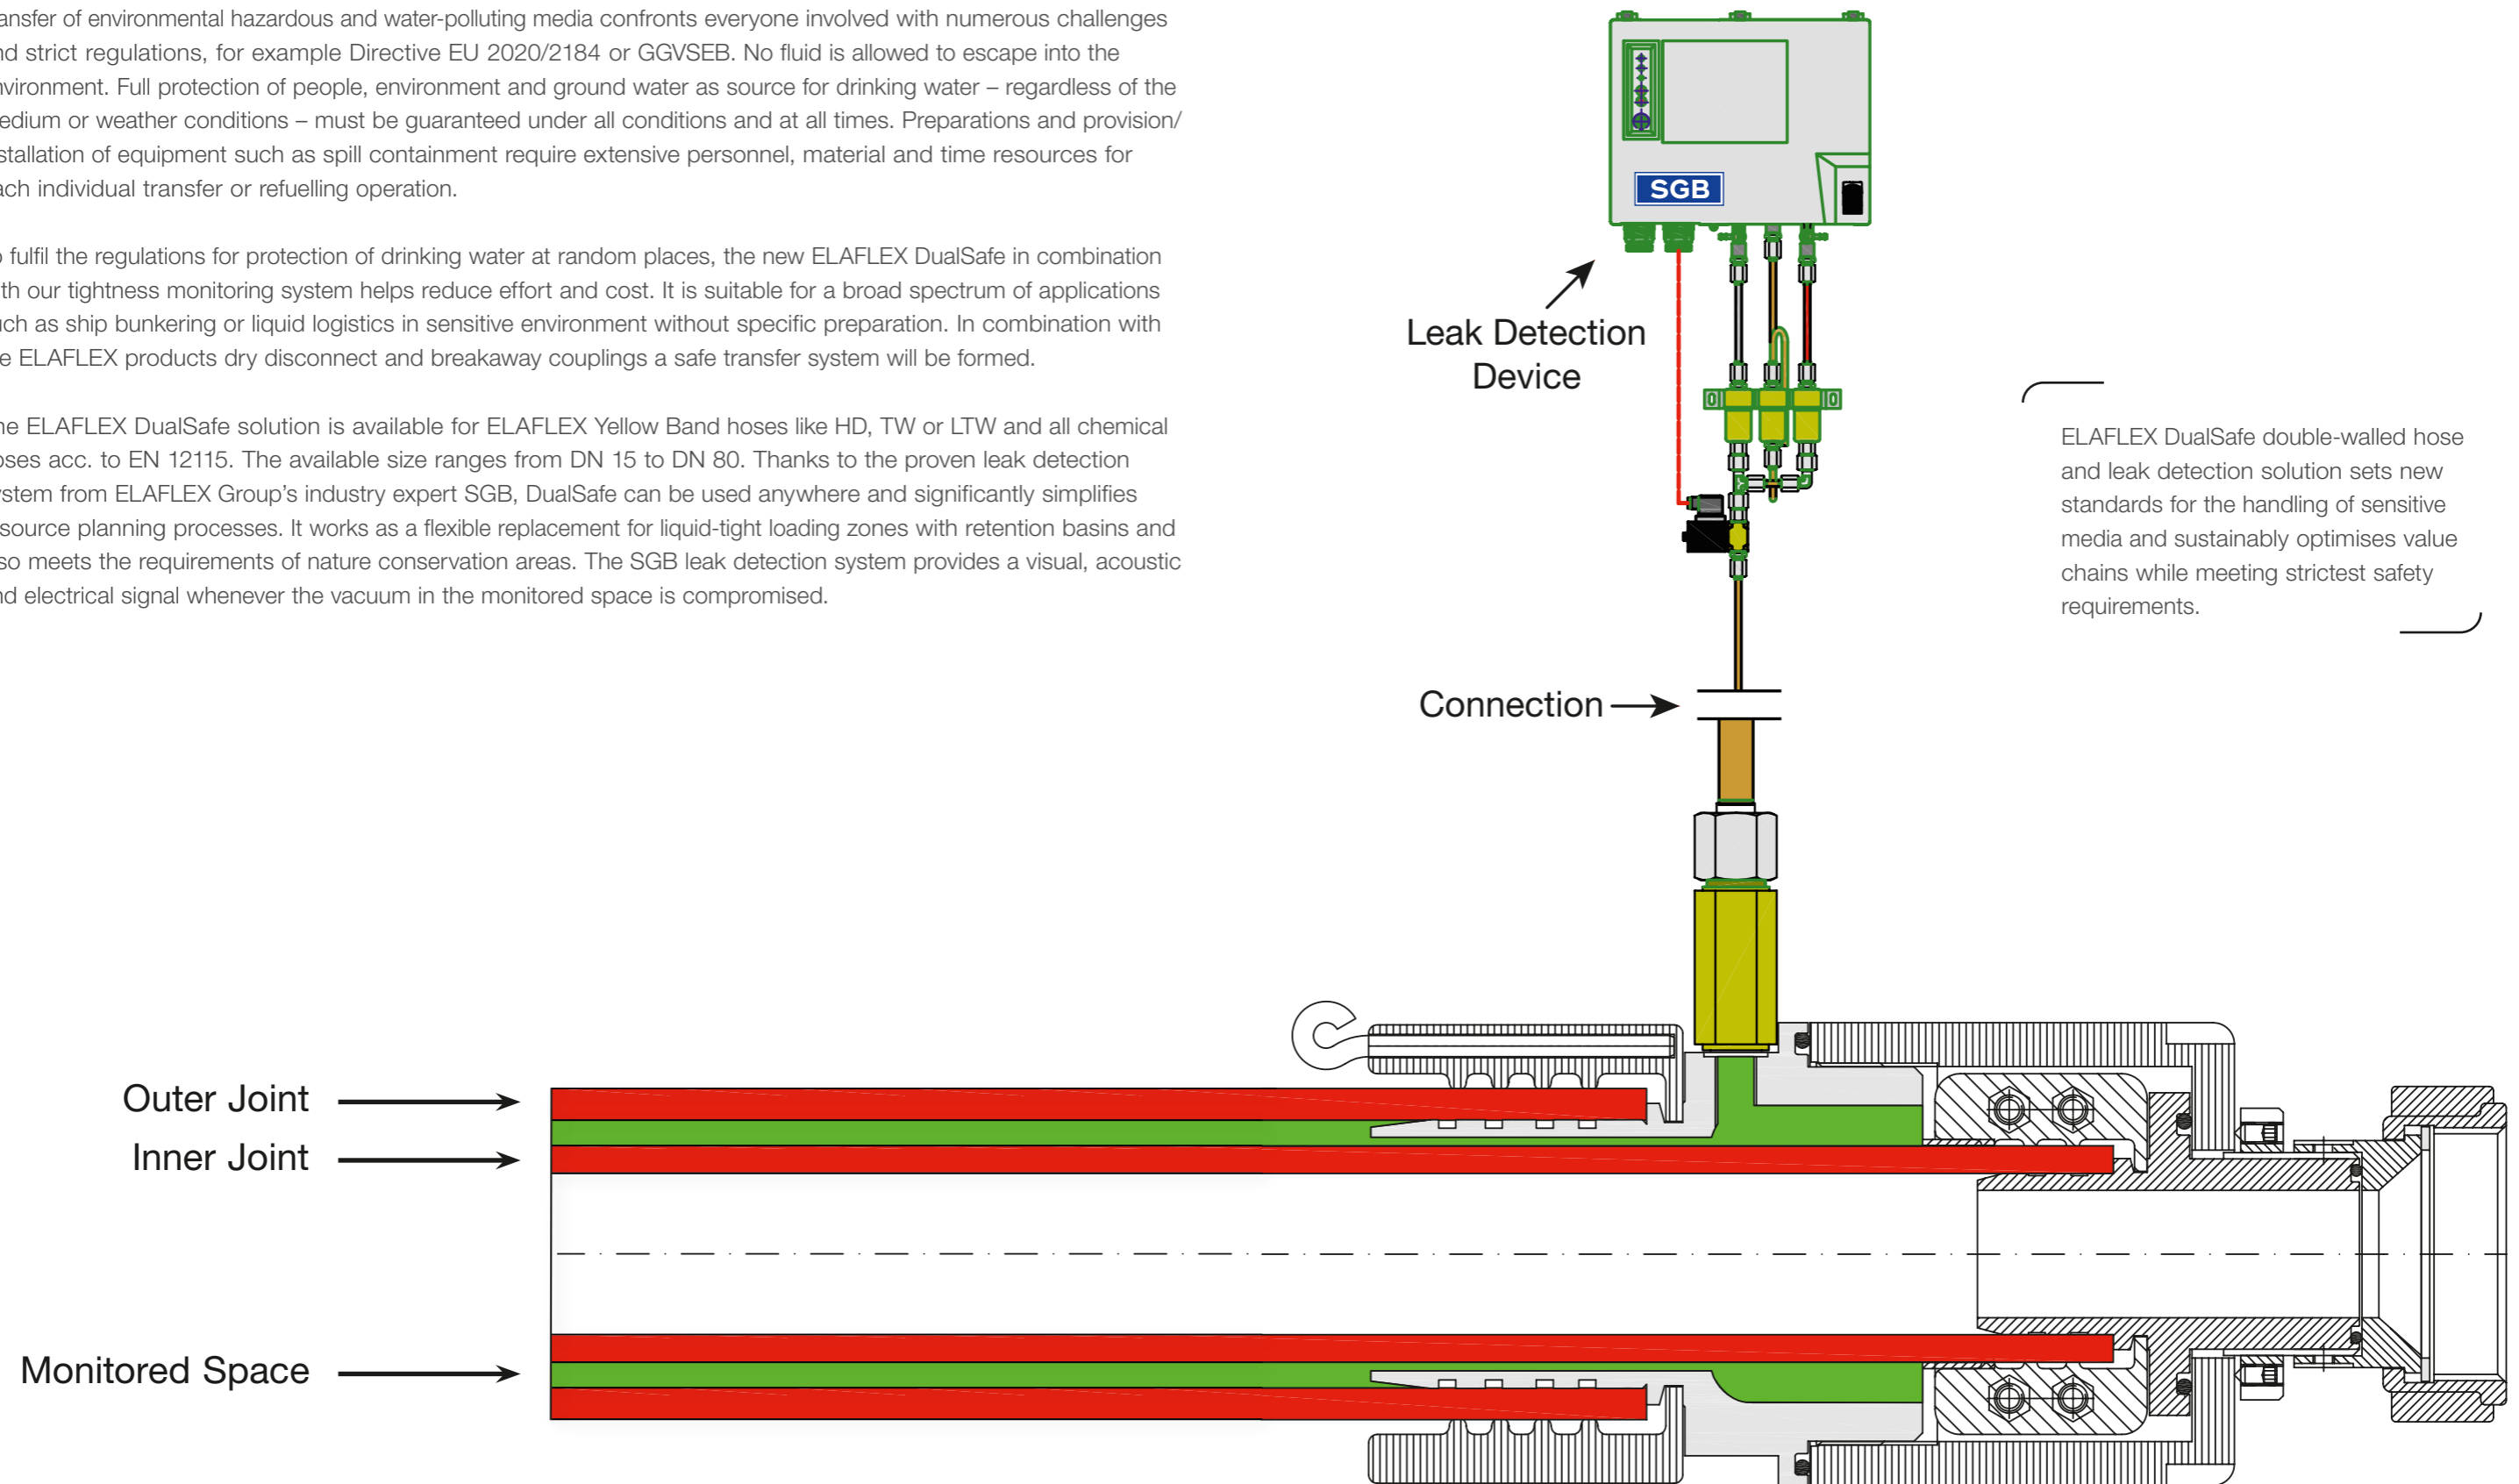 ansfer of environmental hazardous and water-polluting media confronts everyone involved with numerous challenges
nd strict regulations, for example Directive EU 2020/2184 or GGVSEB. No fluid is allowed to escape into the
nvironment. Full protection of people, environment and ground water as source for drinking water – regardless of the
edium or weather conditions – must be guaranteed under all conditions and at all times. Preparations and provision/
stallation of equipment such as spill containment require extensive personnel, material and time resources for
ach individual transfer or refuelling operation.
o fulfil the regulations for protection of drinking water at random places, the new ELAFLEX DualSafe in combination
th our tightness monitoring system helps reduce effort and cost. It is suitable for a broad spectrum of applications
uch as ship bunkering or liquid logistics in sensitive environment without specific preparation. In combination with
e ELAFLEX products dry disconnect and breakaway couplings a safe transfer system will be formed.
he ELAFLEX DualSafe solution is available for ELAFLEX Yellow Band hoses like HD, TW or LTW and all chemical
oses acc. to EN 12115. The available size ranges from DN 15 to DN 80. Thanks to the proven leak detection
ystem from ELAFLEX Group's industry expert SGB, DualSafe can be used anywhere and significantly simplifies
source planning processes. It works as a flexible replacement for liquid-tight loading zones with retention basins and
so meets the requirements of nature conservation areas. The SGB leak detection system provides a visual, acoustic
nd electrical signal whenever the vacuum in the monitored space is compromised.
SGB
Leak Detection
Device
ELAFLEX DualSafe double-walled hose
and leak detection solution sets new
standards for the handling of sensitive
media and sustainably optimises value
chains while meeting strictest safety
requirements.
Connection
Outer Joint
Inner Joint
Monitored Space